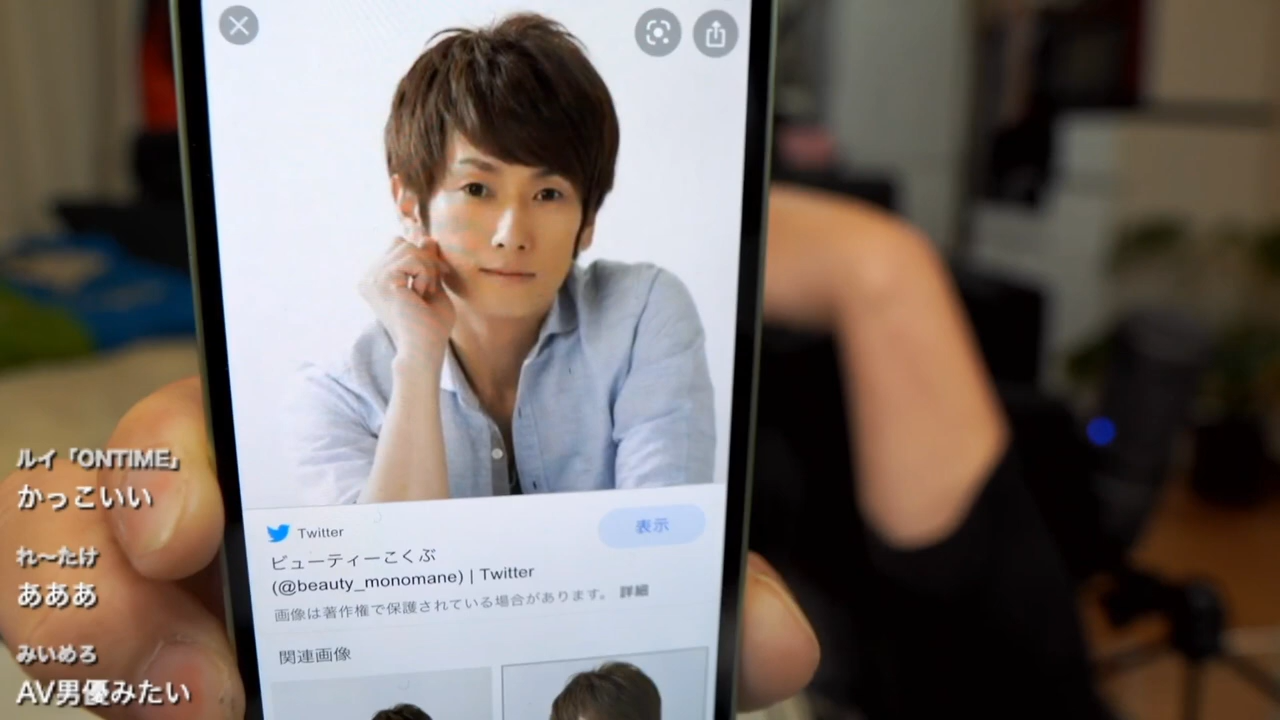 Twitter
表示
ビューティーこくぶ
(@beauty_monomane) | Twitter
画像は著作権で保護されている場合があります。 詳細
関連画像
ルイ「ONTIME」
かっこいい
れ〜たけ
あああ
みいめろ
AV男優みたい